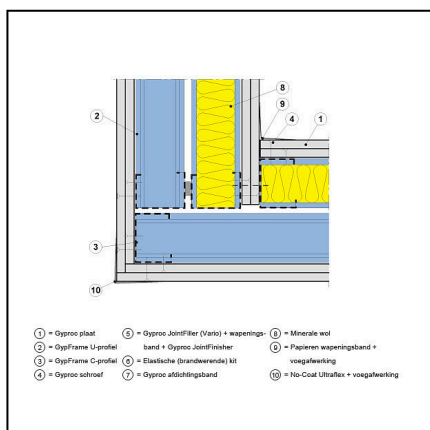 8
9
4
1
2
3
10
1 = Gyproc plaat
2 = GypFrame U-profiel
3 = GypFrame C-profiel
4 = Gyproc schroef
5 = Gyproc JointFiller (Vario) + wapenings-
band + Gyproc JointFinisher
6 = Elastische (brandwerende) kit
7 = Gyproc afdichtingsband
8 = Minerale wol
9 = Papieren wapeningsband +
voegafwerking
10 = No-Coat Ultraflex + voegafwerking